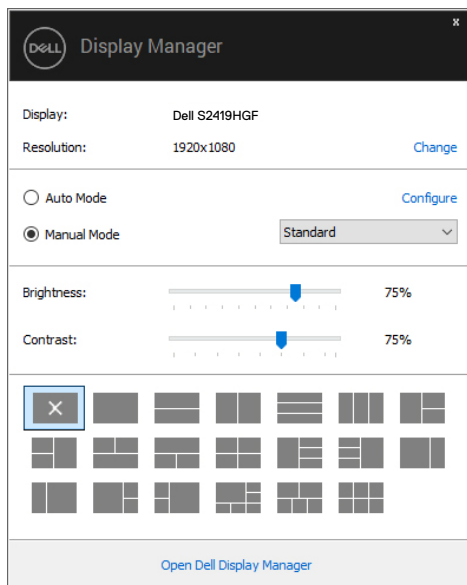 x
DELL Display Manager
Display: Dell S2419HGF
Resolution: 1920x1080 Change
Auto Mode Configure
Manual Mode Standard
Brightness: 75%
Contrast: 75%
Open Dell Display Manager